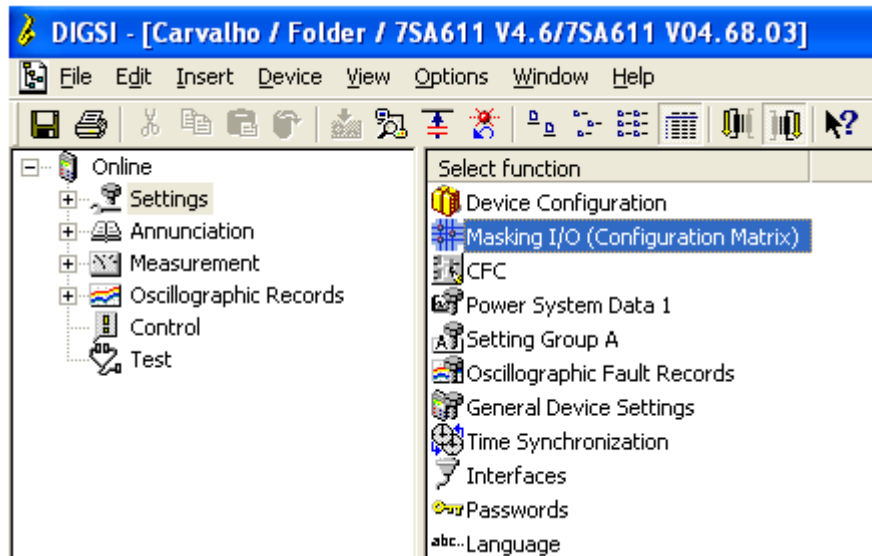 DIGSI - [Carvalho / Folder / 7SA611 V4.6/7SA611 V04.68.03]
File Edit Insert Device View Options Window Help
Online
Settings
Annunciation
Measurement
Oscillographic Records
Control
Test
Select function
Device Configuration
Masking I/O (Configuration Matrix)
CFC
Power System Data 1
Setting Group A
Oscillographic Fault Records
General Device Settings
Time Synchronization
Interfaces
Passwords
abc.. Language